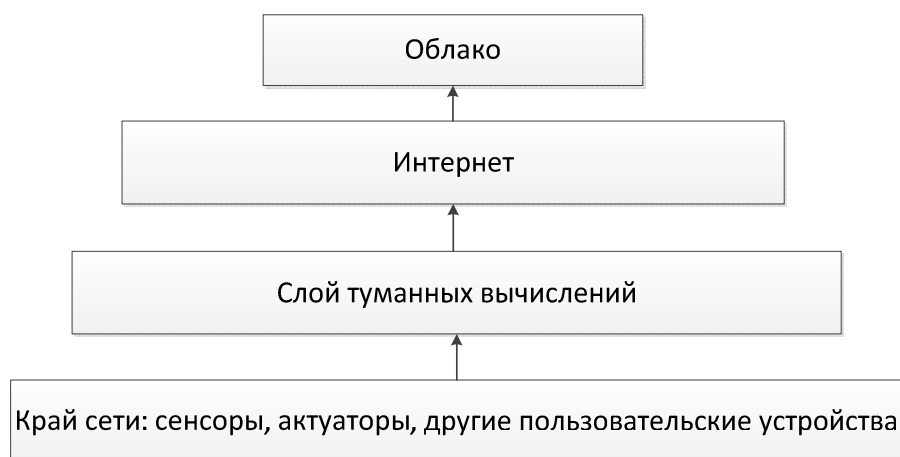 Облако
Интернет
Слой туманных вычислений
Край сети: сенсоры, актуаторы, другие пользовательские устройства